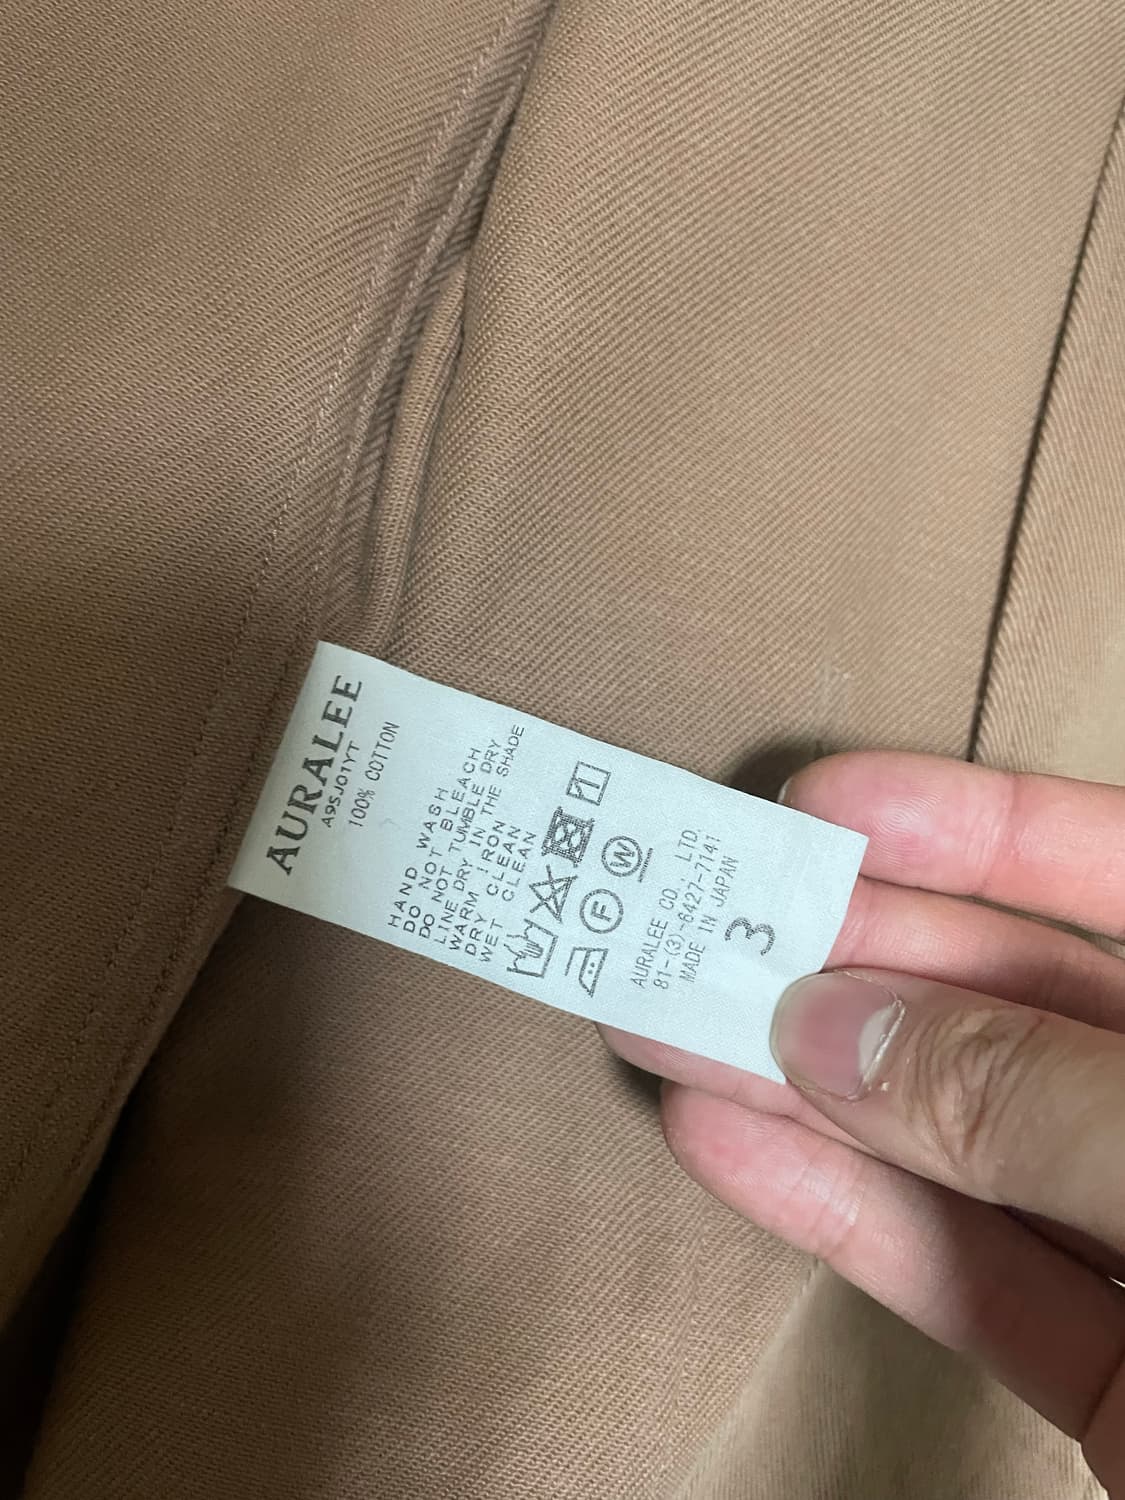 AURALEE
A9SJ01YT
100% COTTON
HAND WASH
DO NOT BLEACH
DO NOT TUMBLE DRY
LINE DRY IN THE SHADE
WARM IRON
DRY CLEAN
WET CLEAN
F
W
AURALEE CO., LTD.
81-(3)-6427-7141
MADE IN JAPAN
3